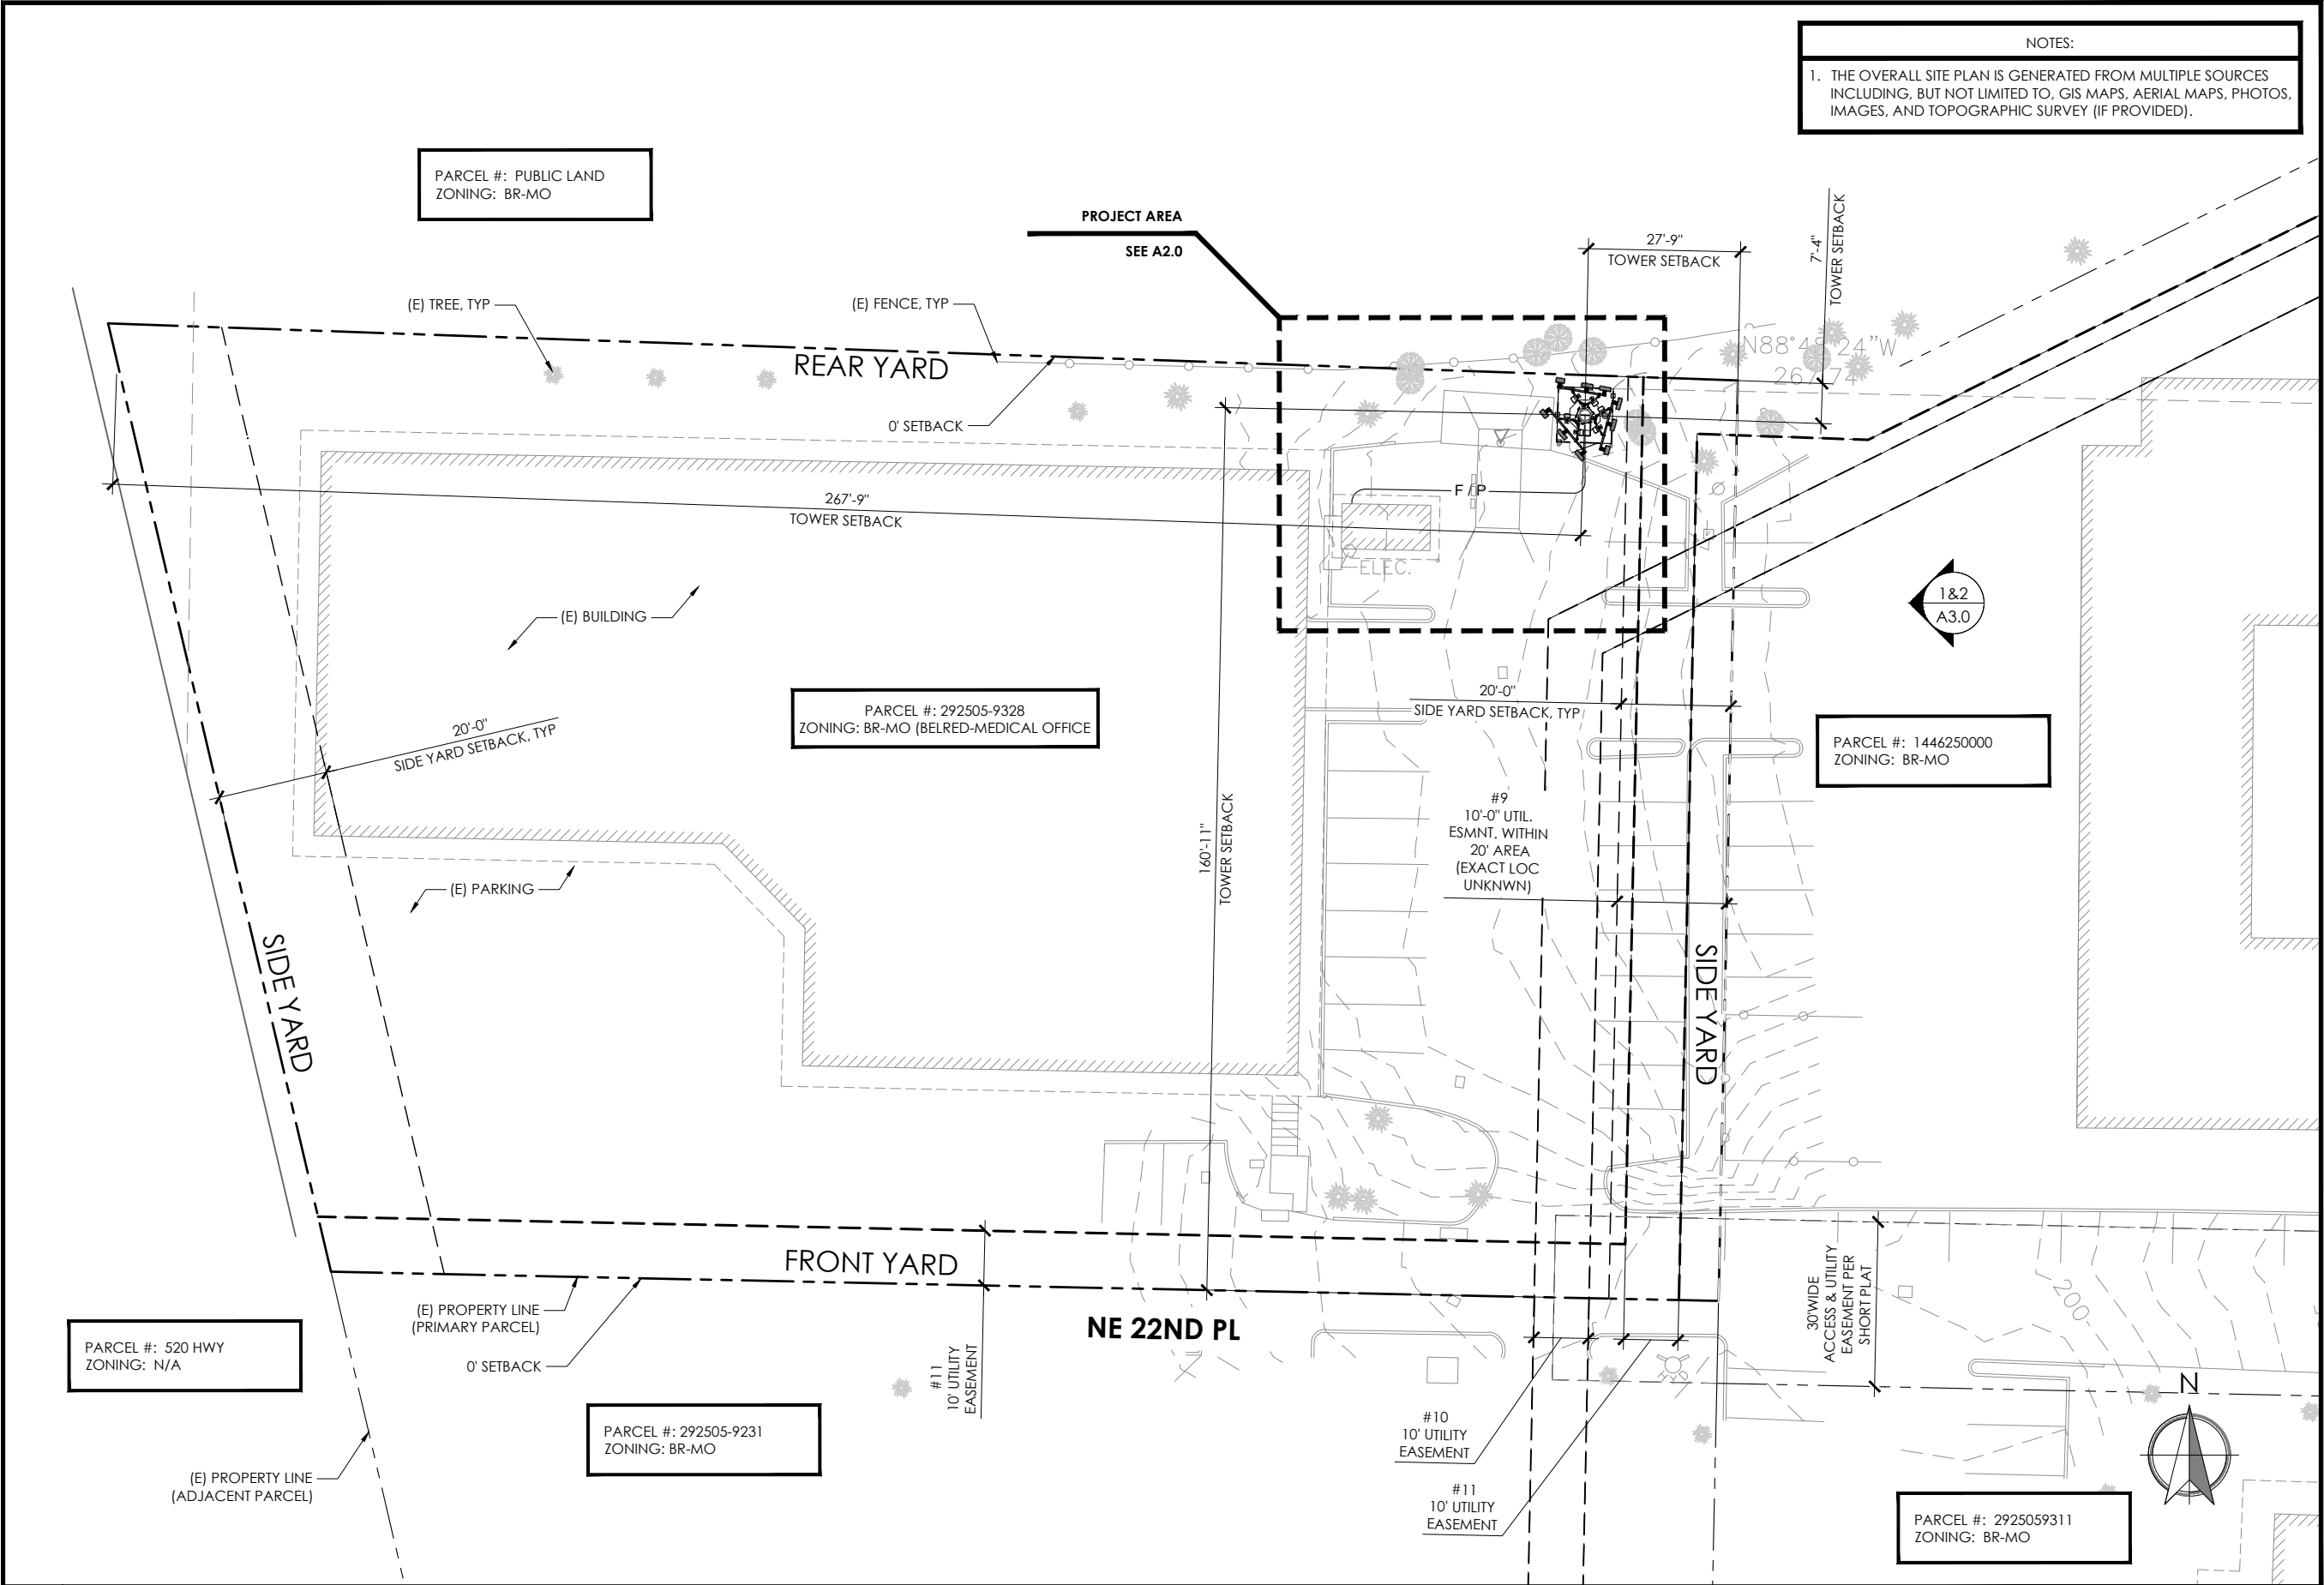 NOTES:
1. THE OVERALL SITE PLAN IS GENERATED FROM MULTIPLE SOURCES
INCLUDING, BUT NOT LIMITED TO, GIS MAPS, AERIAL MAPS, PHOTOS,
IMAGES, AND TOPOGRAPHIC SURVEY (IF PROVIDED).
PARCEL #: PUBLIC LAND
ZONING: BR-MO
PROJECT AREA
SEE A2.0
27'-9"
TOWER SETBACK
7'-4"
TOWER SETBACK
(E) TREE, TYP
(E) FENCE, TYP
REAR YARD
0' SETBACK
267'-9"
TOWER SETBACK
F / P
ELEC.
(E) BUILDING
1&2
A3.0
PARCEL #: 292505-9328
ZONING: BR-MO (BELRED-MEDICAL OFFICE
20'-0"
SIDE YARD SETBACK, TYP
20'-0"
SIDE YARD SETBACK, TYP
PARCEL #: 1446250000
ZONING: BR-MO
160'-11"
TOWER SETBACK
#9
10'-0" UTIL.
ESMNT, WITHIN
20' AREA
(EXACT LOC
UNKNWN)
(E) PARKING
SIDE YARD
SIDE YARD
FRONT YARD
(E) PROPERTY LINE
(PRIMARY PARCEL)
0' SETBACK
NE 22ND PL
#11
10' UTILITY
EASEMENT
30'WIDE
ACCESS & UTILITY
EASEMENT PER
SHORT PLAT
200
PARCEL #: 520 HWY
ZONING: N/A
PARCEL #: 292505-9231
ZONING: BR-MO
(E) PROPERTY LINE
(ADJACENT PARCEL)
#10
10' UTILITY
EASEMENT
#11
10' UTILITY
EASEMENT
N
PARCEL #: 2925059311
ZONING: BR-MO